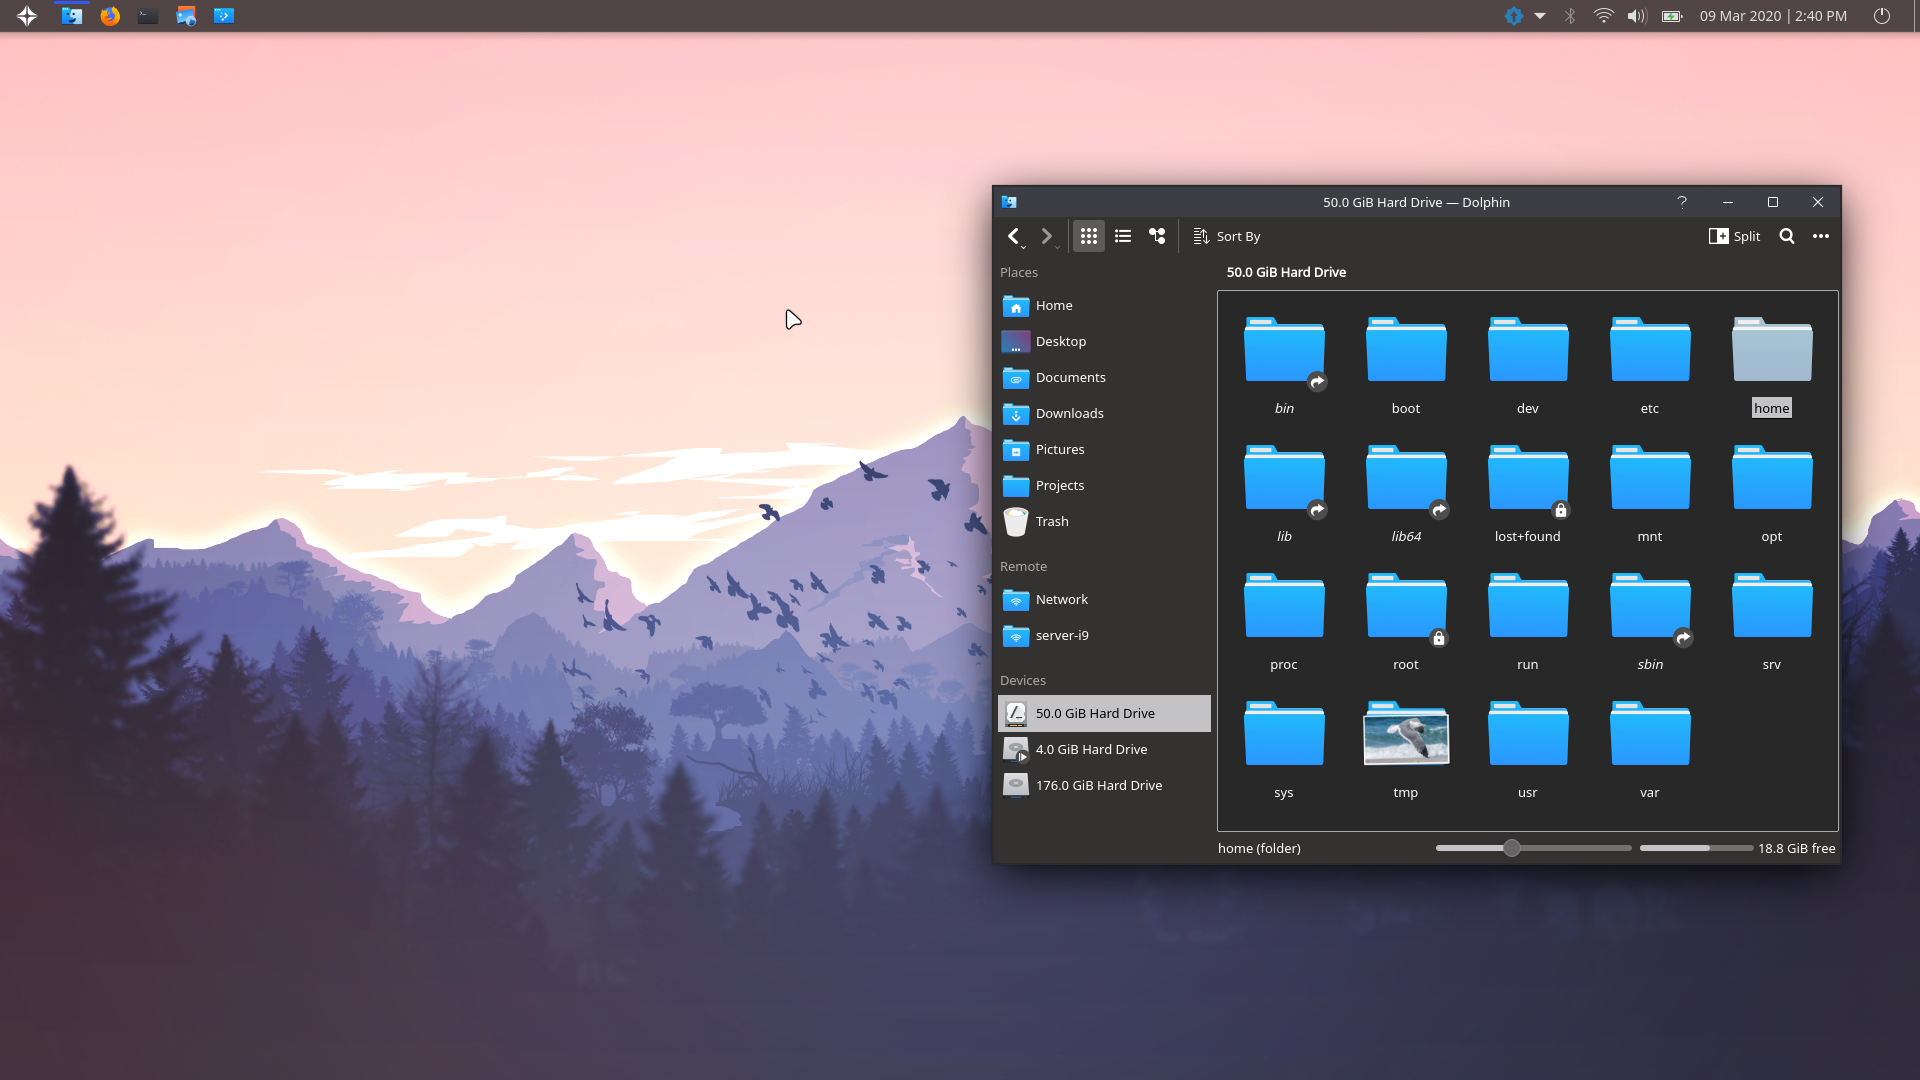 09 Mar 2020 | 2:40 PM
50.0 GiB Hard Drive — Dolphin
Sort By
Split
Places
Home
Desktop
Documents
Downloads
Pictures
Projects
Trash
Remote
Network
server-i9
Devices
50.0 GiB Hard Drive
4.0 GiB Hard Drive
176.0 GiB Hard Drive
50.0 GiB Hard Drive
bin boot dev etc home
lib lib64 lost+found mnt opt
proc root run sbin srv
sys tmp usr var
home (folder) 18.8 GiB free